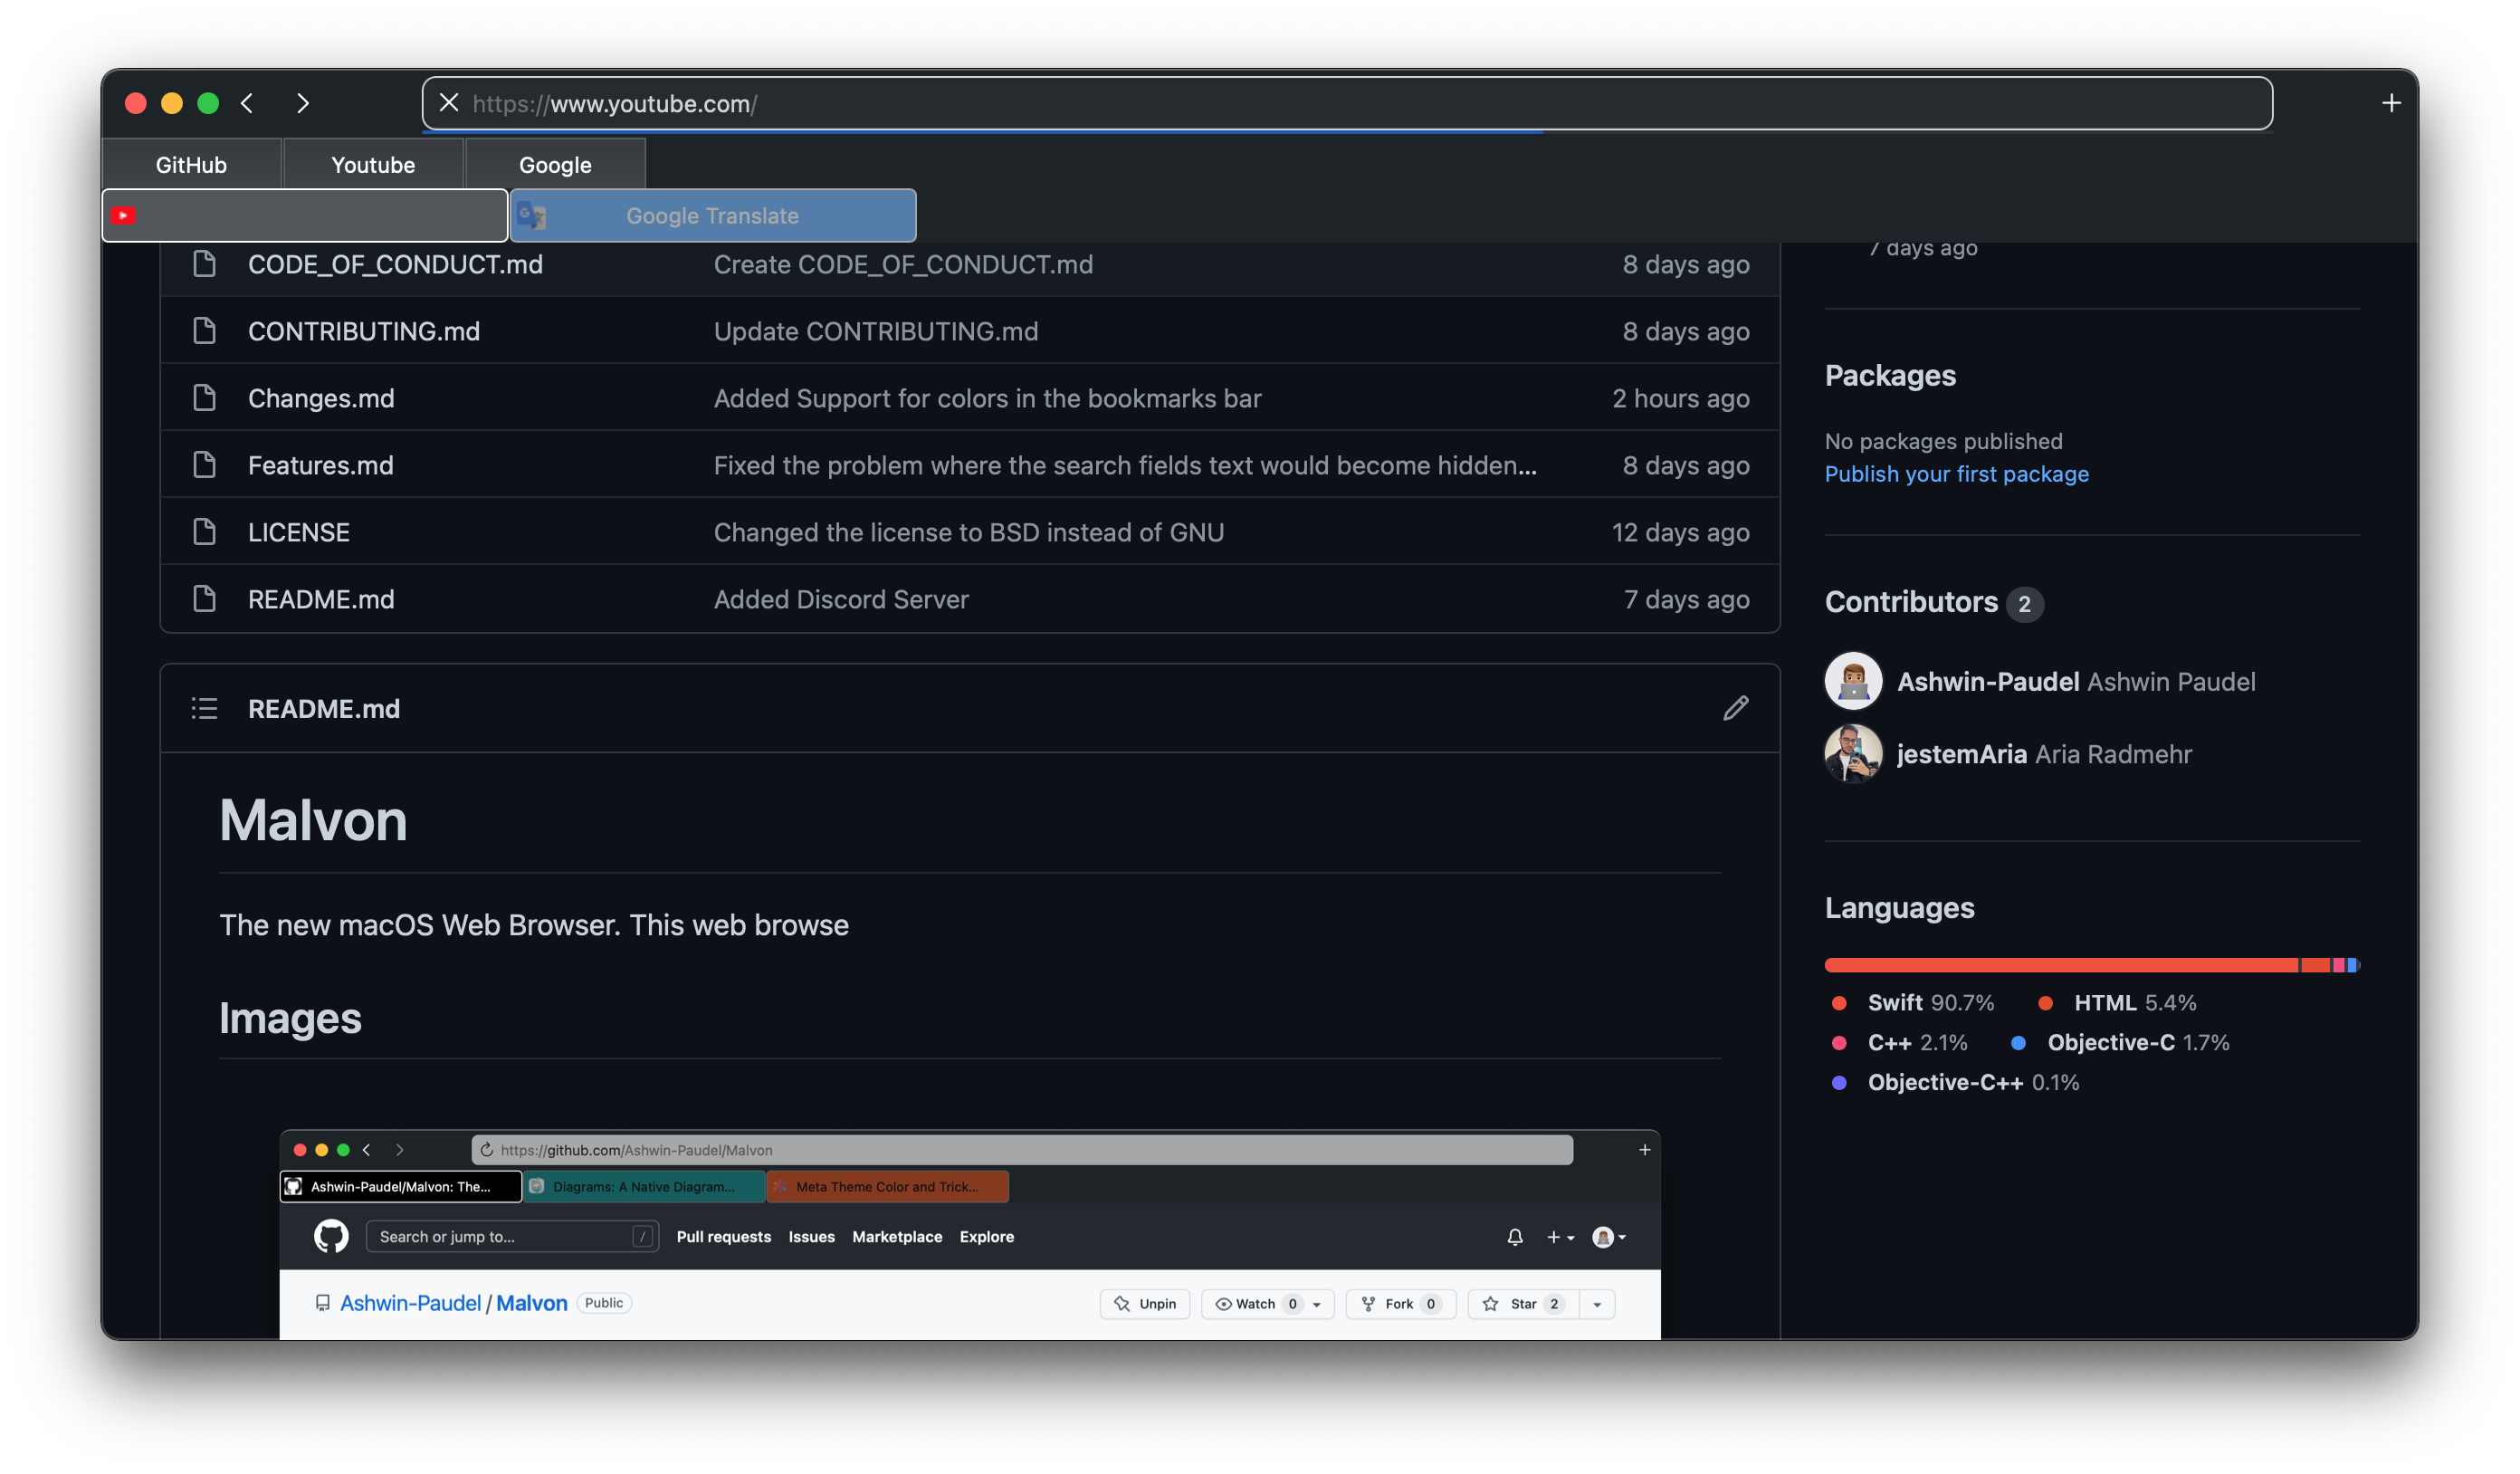 https://www.youtube.com/
GitHub Youtube Google
Google Translate
CODE_OF_CONDUCT.md Create CODE_OF_CONDUCT.md 8 days ago
CONTRIBUTING.md Update CONTRIBUTING.md 8 days ago
Changes.md Added Support for colors in the bookmarks bar 2 hours ago
Features.md Fixed the problem where the search fields text would become hidden... 8 days ago
LICENSE Changed the license to BSD instead of GNU 12 days ago
README.md Added Discord Server 7 days ago
README.md
Malvon
The new macOS Web Browser. This web browse
Images
https://github.com/Ashwin-Paudel/Malvon
Ashwin-Paudel/Malvon: The... Diagrams: A Native Diagram... Meta Theme Color and Trick...
Search or jump to... / Pull requests Issues Marketplace Explore
Ashwin-Paudel / Malvon Public Unpin Watch 0 Fork 0 Star 2
7 days ago
Packages
No packages published
Publish your first package
Contributors 2
Ashwin-Paudel Ashwin Paudel
jestemAria Aria Radmehr
Languages
Swift 90.7% HTML 5.4%
C++ 2.1% Objective-C 1.7%
Objective-C++ 0.1%